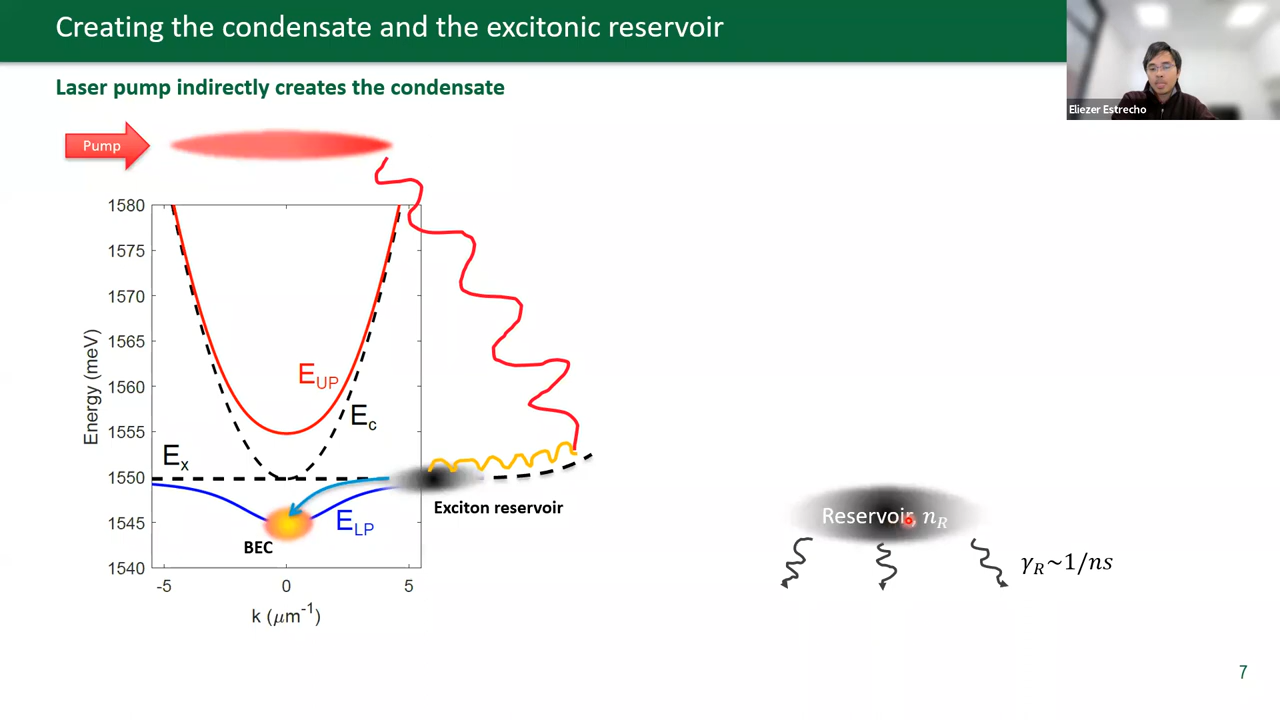 Creating the condensate and the excitonic reservoir
Eliezer Estrecho
Laser pump indirectly creates the condensate
Pump
1580
1575
1570
1565
1560
1555
1550
1545
1540
Energy (meV)
E_UP
E_c
E_x
E_LP
BEC
Exciton reservoir
-5 0 5
k (μm⁻¹)
Reservoir n_R
γ_R~1/ns
7